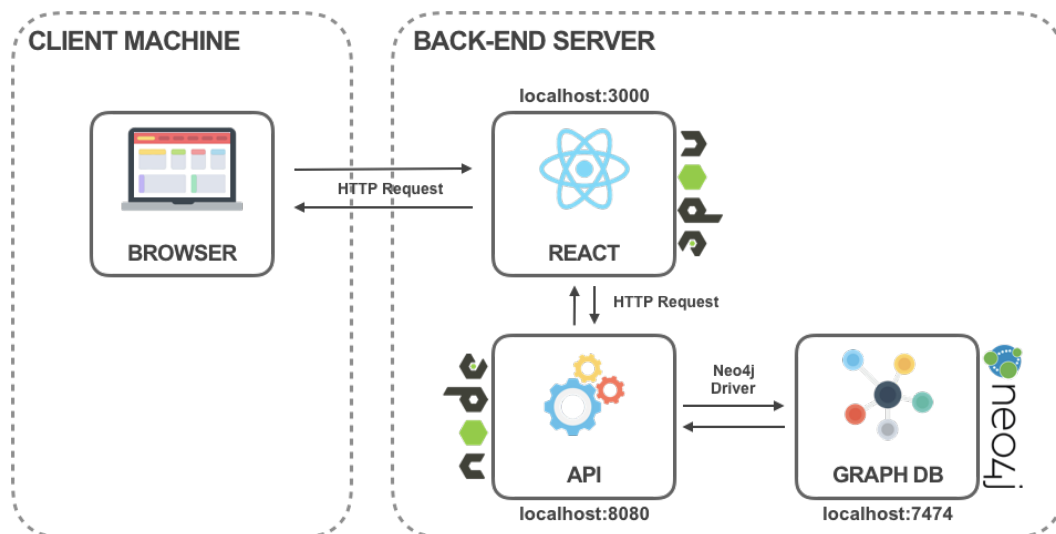 CLIENT MACHINE
BACK-END SERVER
localhost:3000
HTTP Request
BROWSER
REACT
node
HTTP Request
node
Neo4j
Driver
neo4j
API
GRAPH DB
localhost:8080
localhost:7474